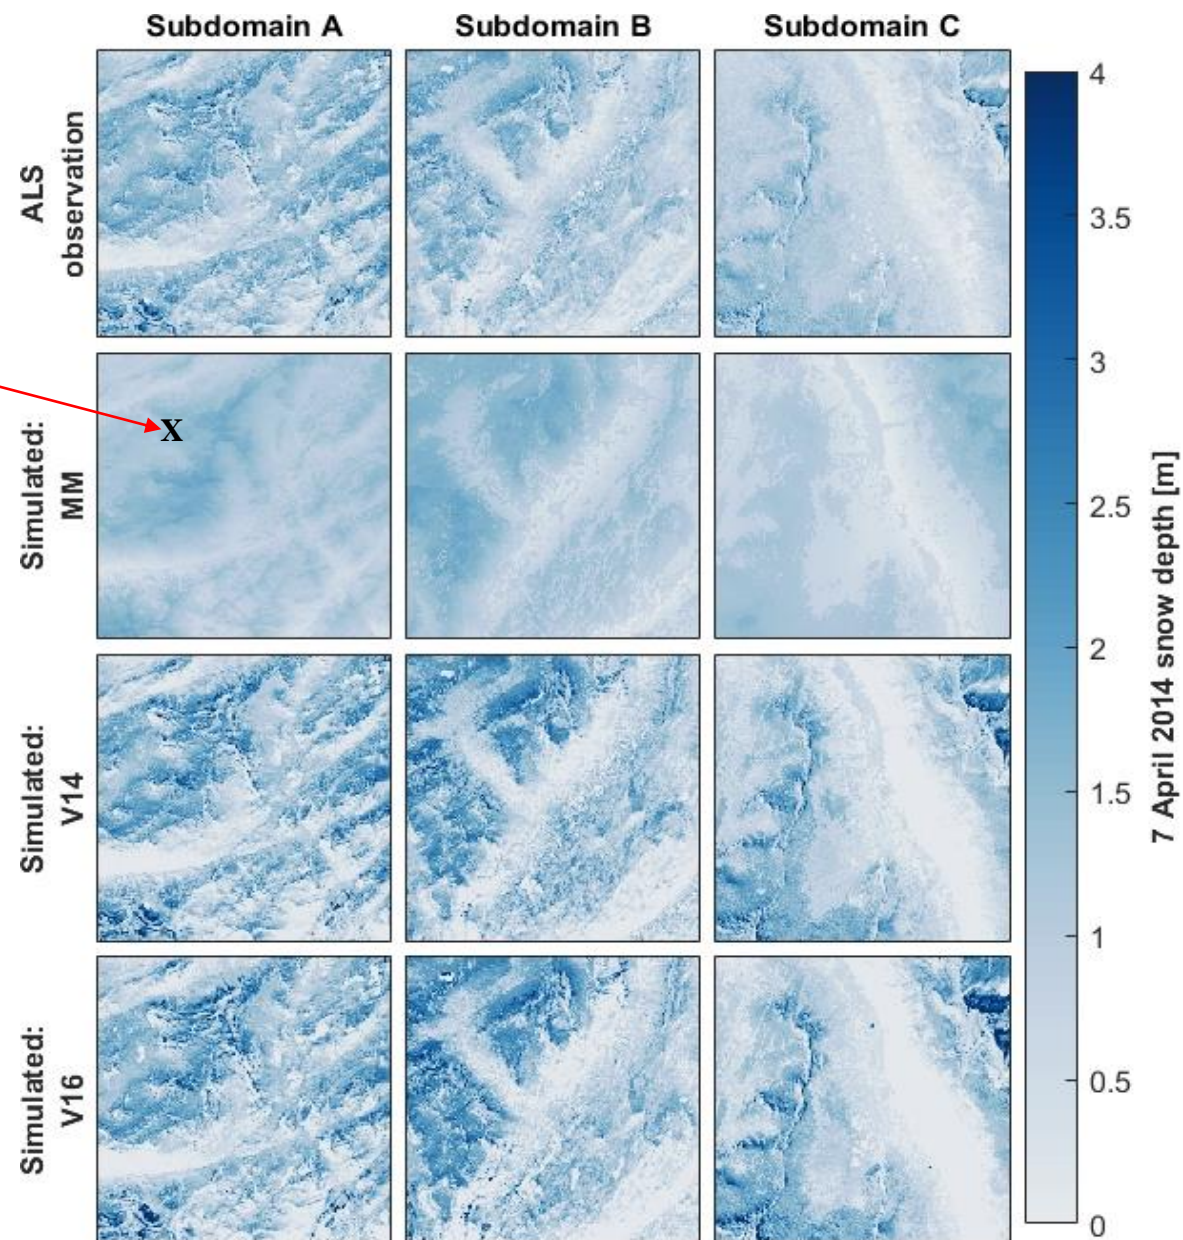 Subdomain A
Subdomain B
Subdomain C
ALS
observation
Simulated:
MM
X
Simulated:
V14
Simulated:
V16
4
3.5
3
2.5
2
1.5
1
0.5
0
7 April 2014 snow depth [m]